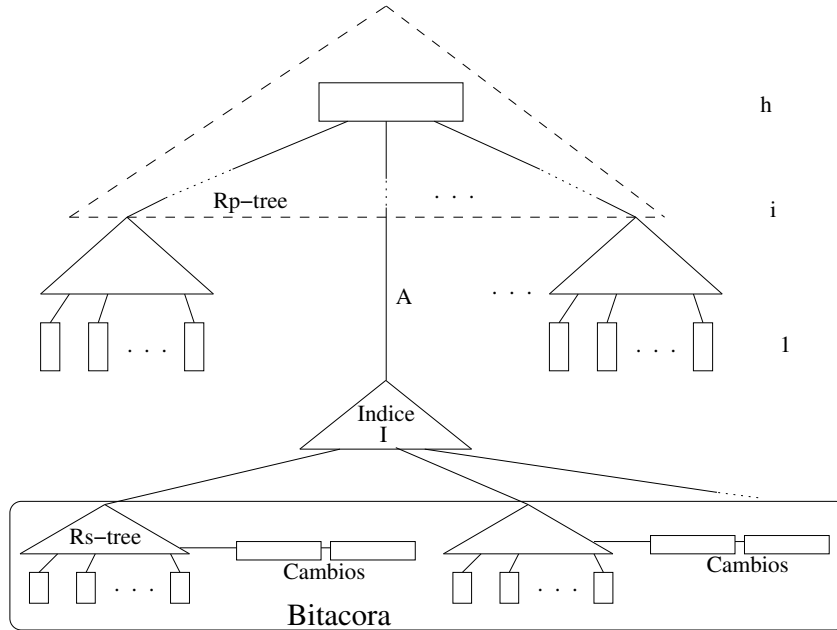 h
Rp-tree
. . .
i
A
. . .
. . .
. . .
1
Indice
I
Rs-tree
Cambios
Cambios
. . .
. . .
Bitacora